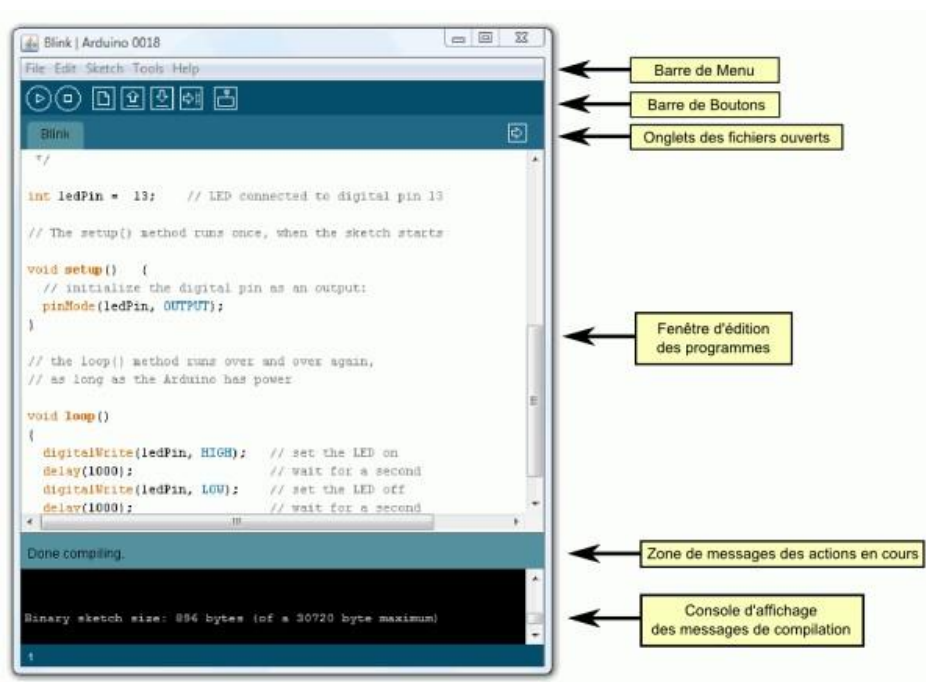 Blink | Arduino 0018
File Edit Sketch Tools Help
Barre de Menu
Barre de Boutons
Blink
Onglets des fichiers ouverts
*/
int ledPin = 13; // LED connected to digital pin 13
// The setup() method runs once, when the sketch starts
void setup() {
// initialize the digital pin as an output:
pinMode(ledPin, OUTPUT);
}
Fenêtre d'édition
des programmes
// the loop() method runs over and over again,
// as long as the Arduino has power
void loop()
{
digitalWrite(ledPin, HIGH); // set the LED on
delay(1000); // wait for a second
digitalWrite(ledPin, LOW); // set the LED off
delay(1000); // wait for a second
Done compiling.
Zone de messages des actions en cours
Binary sketch size: 896 bytes (of a 30720 byte maximum)
Console d'affichage
des messages de compilation
1